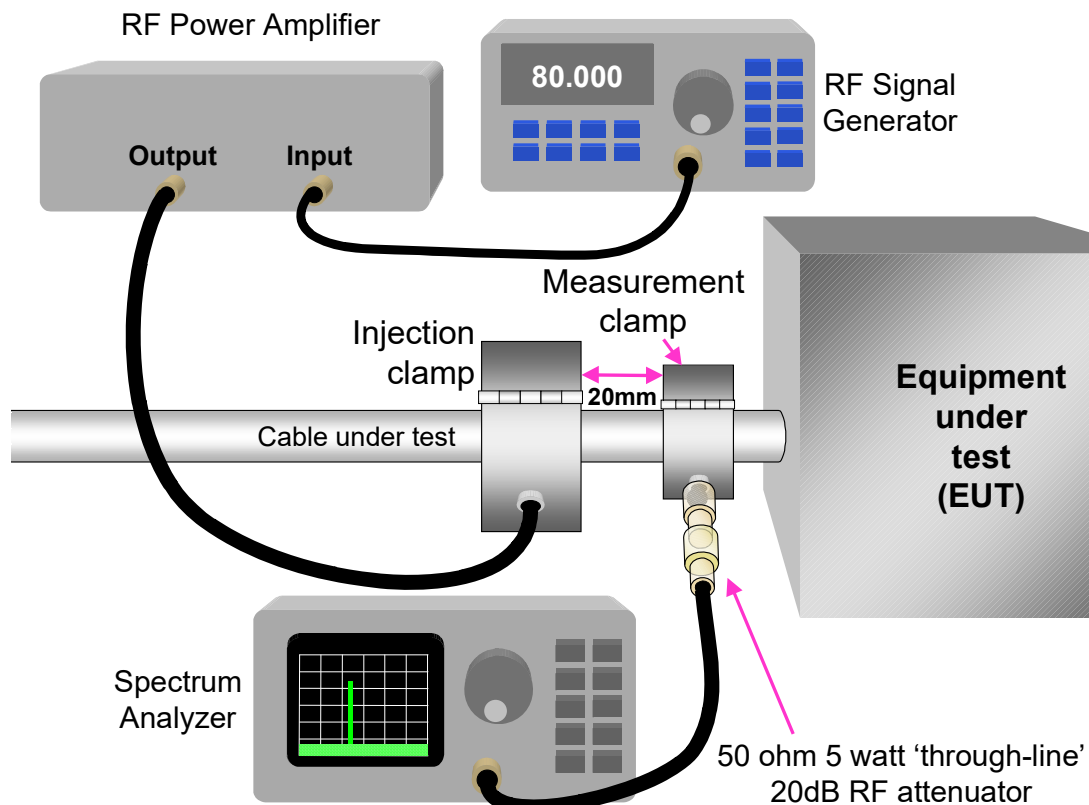 RF Power Amplifier
80.000
RF Signal
Generator
Output
Input
Measurement
clamp
Injection
clamp
20mm
Equipment
under
test
(EUT)
Cable under test
Spectrum
Analyzer
50 ohm 5 watt ‘through-line’
20dB RF attenuator